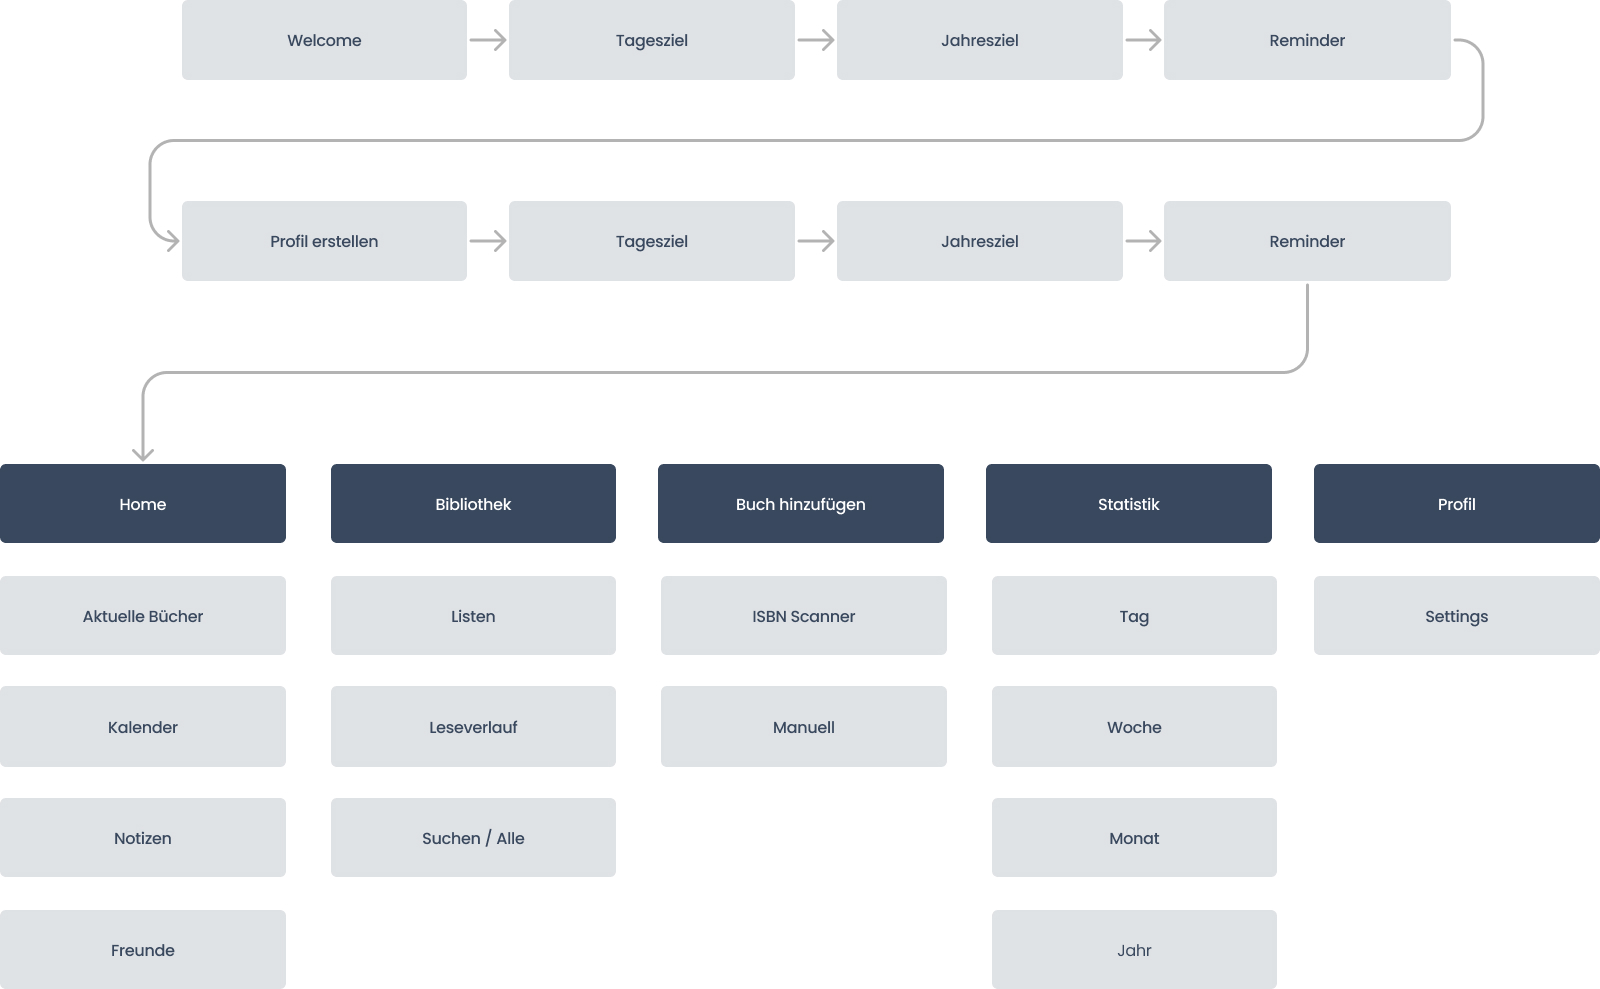 Welcome
Tagesziel
Jahresziel
Reminder
Profil erstellen
Tagesziel
Jahresziel
Reminder
Home
Bibliothek
Buch hinzufügen
Statistik
Profil
Aktuelle Bücher
Listen
ISBN Scanner
Tag
Settings
Kalender
Leseverlauf
Manuell
Woche
Notizen
Suchen / Alle
Monat
Freunde
Jahr